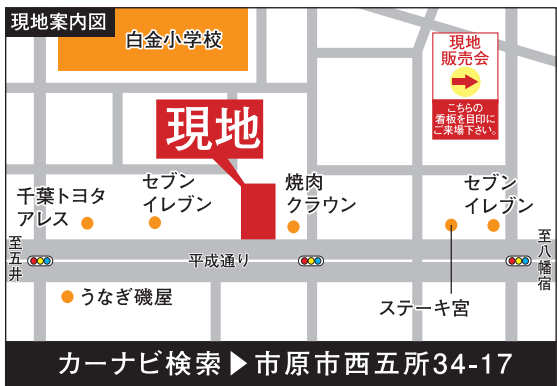 現地案内図
白金小学校
現地
販売会
こちらの
看板を目印に
ご来場下さい。
現地
千葉トヨタ
アレス
セブン
イレブン
焼肉
クラウン
セブン
イレブン
至五井
平成通り
至八幡宿
うなぎ磯屋
ステーキ宮
カーナビ検索▶市原市西五所34-17